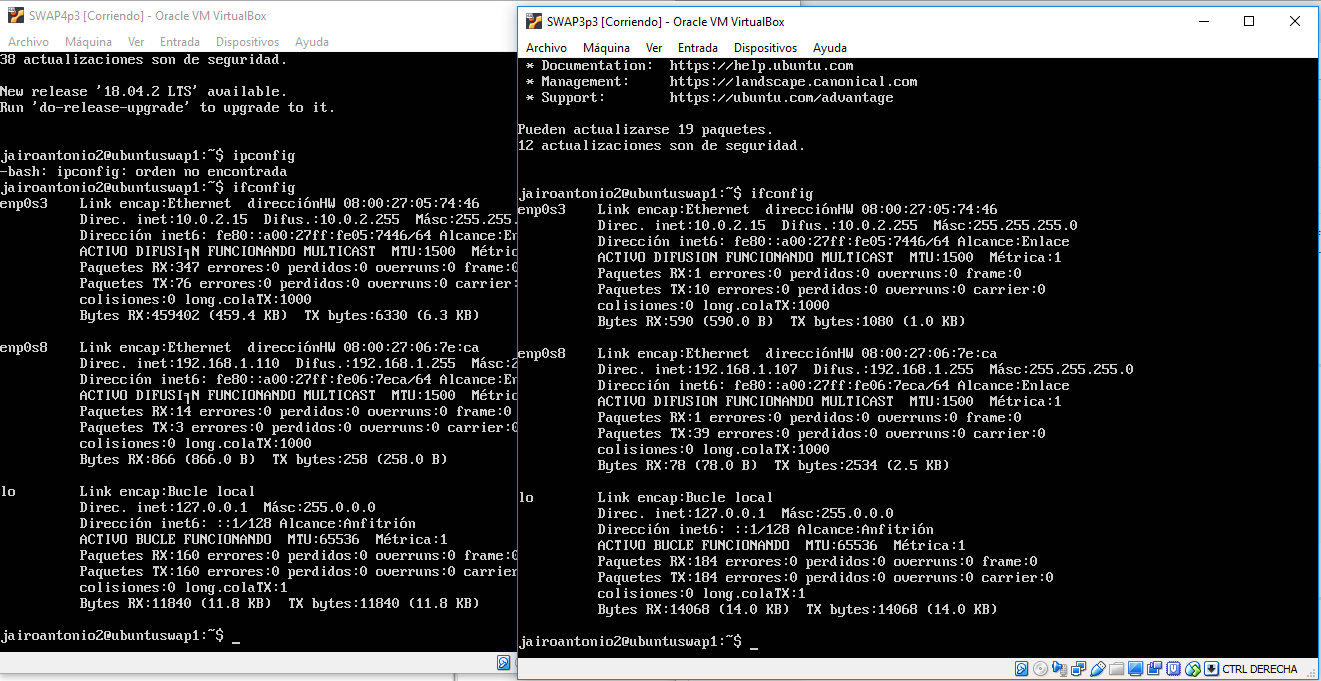 SWAP4p3 [Corriendo] - Oracle VM VirtualBox
Archivo Máquina Ver Entrada Dispositivos Ayuda
38 actualizaciones son de seguridad.
New release '18.04.2 LTS' available.
Run 'do-release-upgrade' to upgrade to it.
jairoantonio2@ubuntuswap1:~$ ipconfig
-bash: ipconfig: orden no encontrada
jairoantonio2@ubuntuswap1:~$ ifconfig
enp0s3 Link encap:Ethernet direcciónHW 08:00:27:05:74:46
Direc. inet:10.0.2.15 Difus.:10.0.2.255 Másc:255.255.
Dirección inet6: fe80::a00:27ff:fe05:7446/64 Alcance:En
ACTIVO DIFUSI╖N FUNCIONANDO MULTICAST MTU:1500 Métric
Paquetes RX:347 errores:0 perdidos:0 overruns:0 frame:0
Paquetes TX:76 errores:0 perdidos:0 overruns:0 carrier:
colisiones:0 long.colaTX:1000
Bytes RX:459402 (459.4 KB) TX bytes:6330 (6.3 KB)
enp0s8 Link encap:Ethernet direcciónHW 08:00:27:06:7e:ca
Direc. inet:192.168.1.110 Difus.:192.168.1.255 Másc:2
Dirección inet6: fe80::a00:27ff:fe06:7eca/64 Alcance:En
ACTIVO DIFUSI╖N FUNCIONANDO MULTICAST MTU:1500 Métric
Paquetes RX:14 errores:0 perdidos:0 overruns:0 frame:0
Paquetes TX:3 errores:0 perdidos:0 overruns:0 carrier:0
colisiones:0 long.colaTX:1000
Bytes RX:866 (866.0 B) TX bytes:258 (258.0 B)
lo Link encap:Bucle local
Direc. inet:127.0.0.1 Másc:255.0.0.0
Dirección inet6: ::1/128 Alcance:Anfitrión
ACTIVO BUCLE FUNCIONANDO MTU:65536 Métrica:1
Paquetes RX:160 errores:0 perdidos:0 overruns:0 frame:0
Paquetes TX:160 errores:0 perdidos:0 overruns:0 carrier
colisiones:0 long.colaTX:1
Bytes RX:11840 (11.8 KB) TX bytes:11840 (11.8 KB)
jairoantonio2@ubuntuswap1:~$ _
SWAP3p3 [Corriendo] - Oracle VM VirtualBox
Archivo Máquina Ver Entrada Dispositivos Ayuda
* Documentation: https://help.ubuntu.com
* Management: https://landscape.canonical.com
* Support: https://ubuntu.com/advantage
Pueden actualizarse 19 paquetes.
12 actualizaciones son de seguridad.
jairoantonio2@ubuntuswap1:~$ ifconfig
enp0s3 Link encap:Ethernet direcciónHW 08:00:27:05:74:46
Direc. inet:10.0.2.15 Difus.:10.0.2.255 Másc:255.255.255.0
Dirección inet6: fe80::a00:27ff:fe05:7446/64 Alcance:Enlace
ACTIVO DIFUSION FUNCIONANDO MULTICAST MTU:1500 Métrica:1
Paquetes RX:1 errores:0 perdidos:0 overruns:0 frame:0
Paquetes TX:10 errores:0 perdidos:0 overruns:0 carrier:0
colisiones:0 long.colaTX:1000
Bytes RX:590 (590.0 B) TX bytes:1080 (1.0 KB)
enp0s8 Link encap:Ethernet direcciónHW 08:00:27:06:7e:ca
Direc. inet:192.168.1.107 Difus.:192.168.1.255 Másc:255.255.255.0
Dirección inet6: fe80::a00:27ff:fe06:7eca/64 Alcance:Enlace
ACTIVO DIFUSION FUNCIONANDO MULTICAST MTU:1500 Métrica:1
Paquetes RX:1 errores:0 perdidos:0 overruns:0 frame:0
Paquetes TX:39 errores:0 perdidos:0 overruns:0 carrier:0
colisiones:0 long.colaTX:1000
Bytes RX:78 (78.0 B) TX bytes:2534 (2.5 KB)
lo Link encap:Bucle local
Direc. inet:127.0.0.1 Másc:255.0.0.0
Dirección inet6: ::1/128 Alcance:Anfitrión
ACTIVO BUCLE FUNCIONANDO MTU:65536 Métrica:1
Paquetes RX:184 errores:0 perdidos:0 overruns:0 frame:0
Paquetes TX:184 errores:0 perdidos:0 overruns:0 carrier:0
colisiones:0 long.colaTX:1
Bytes RX:14068 (14.0 KB) TX bytes:14068 (14.0 KB)
jairoantonio2@ubuntuswap1:~$ _
CTRL DERECHA